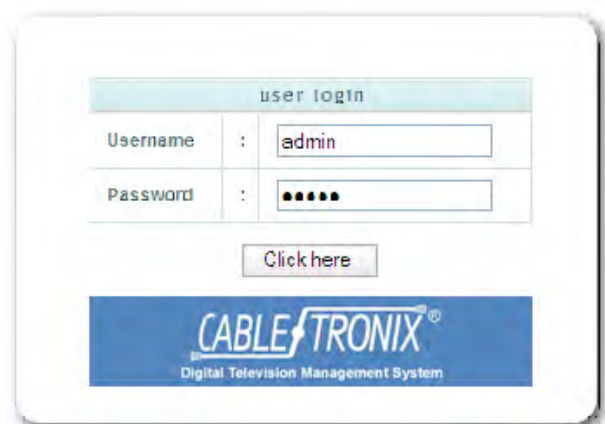 user login
Username : admin
Password : •••••
Click here
CABLETRONIX®
Digital Television Management System